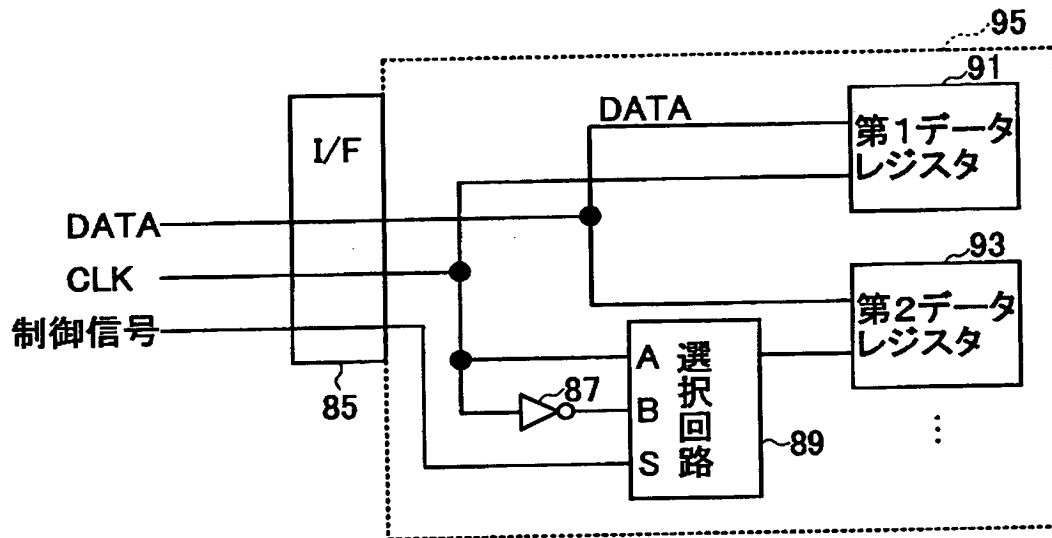 95
91
DATA
第1データ
レジスタ
I/F
DATA
CLK
制御信号
93
第2データ
レジスタ
85
87
A
B
S
選択回路
89
⋮